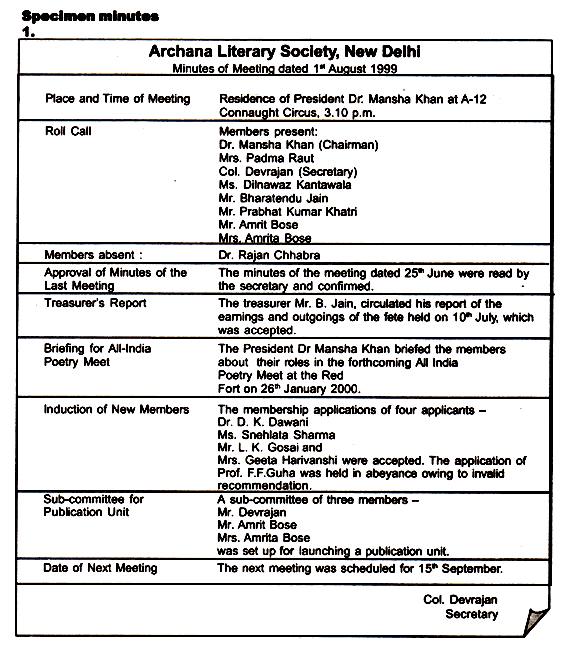 Specimen minutes
1.
Archana Literary Society, New Delhi
Minutes of Meeting dated 1st August 1999
Place and Time of Meeting
Residence of President Dr. Mansha Khan at A-12
Connaught Circus, 3.10 p.m.
Roll Call
Members present:
Dr. Mansha Khan (Chairman)
Mrs. Padma Raut
Col. Devrajan (Secretary)
Ms. Dilnawaz Kantawala
Mr. Bharatendu Jain
Mr. Prabhat Kumar Khatri
Mr. Amrit Bose
Mrs. Amrita Bose
Members absent :
Dr. Rajan Chhabra
Approval of Minutes of the
Last Meeting
The minutes of the meeting dated 25th June were read by
the secretary and confirmed.
Treasurer's Report
The treasurer Mr. B. Jain, circulated his report of the
earnings and outgoings of the fete held on 10th July, which
was accepted.
Briefing for All-India
Poetry Meet
The President Dr Mansha Khan briefed the members
about their roles in the forthcoming All India
Poetry Meet at the Red
Fort on 26th January 2000.
Induction of New Members
The membership applications of four applicants –
Dr. D. K. Dawani
Ms. Snehlata Sharma
Mr. L. K. Gosai and
Mrs. Geeta Harivanshi were accepted. The application of
Prof. F.F.Guha was held in abeyance owing to invalid
recommendation.
Sub-committee for
Publication Unit
A sub-committee of three members –
Mr. Devrajan
Mr. Amrit Bose
Mrs. Amrita Bose
was set up for launching a publication unit.
Date of Next Meeting
The next meeting was scheduled for 15th September.
Col. Devrajan
Secretary